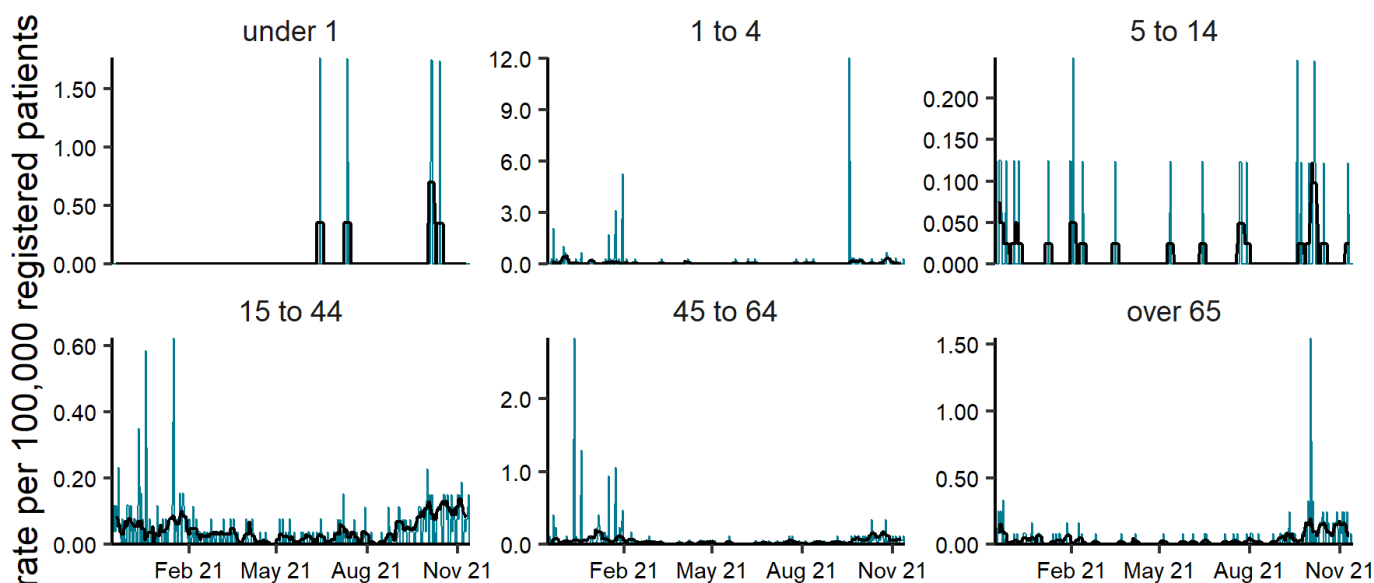 rate per 100,000 registered patients
under 1
1 to 4
5 to 14
1.50
1.00
0.50
0.00
12.0
9.0
6.0
3.0
0.0
0.200
0.150
0.100
0.050
0.000
15 to 44
45 to 64
over 65
0.60
0.40
0.20
0.00
2.0
1.0
0.0
1.50
1.00
0.50
0.00
Feb 21 May 21 Aug 21 Nov 21
Feb 21 May 21 Aug 21 Nov 21
Feb 21 May 21 Aug 21 Nov 21